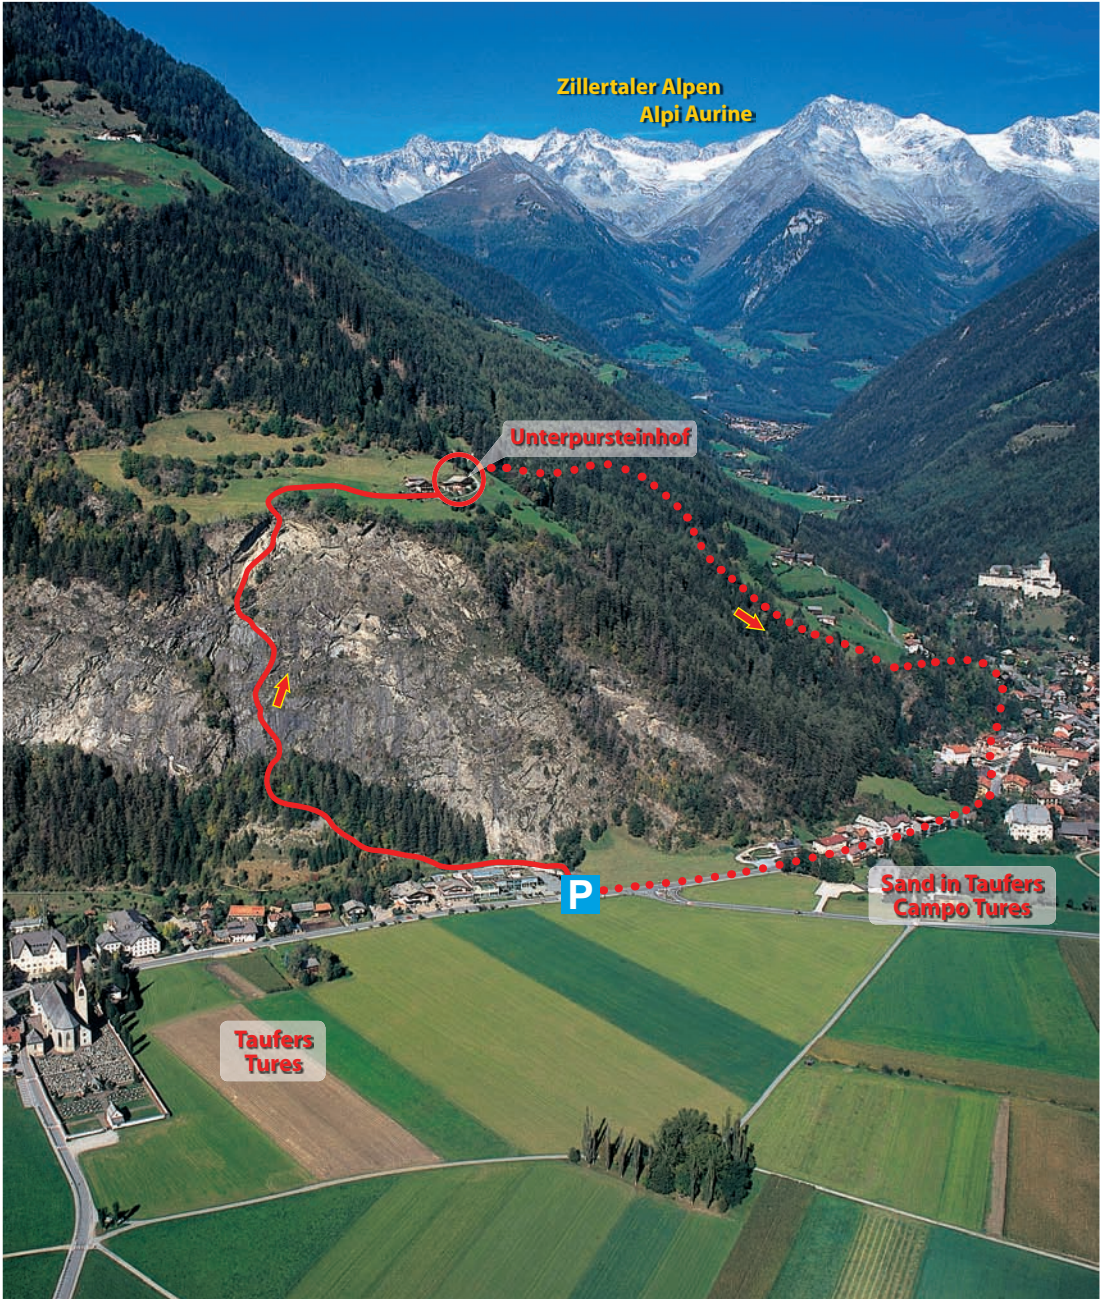 Zillertaler Alpen
Alpi Aurine
Unterpursteinhof
P
Sand in Taufers
Campo Tures
Taufers
Tures